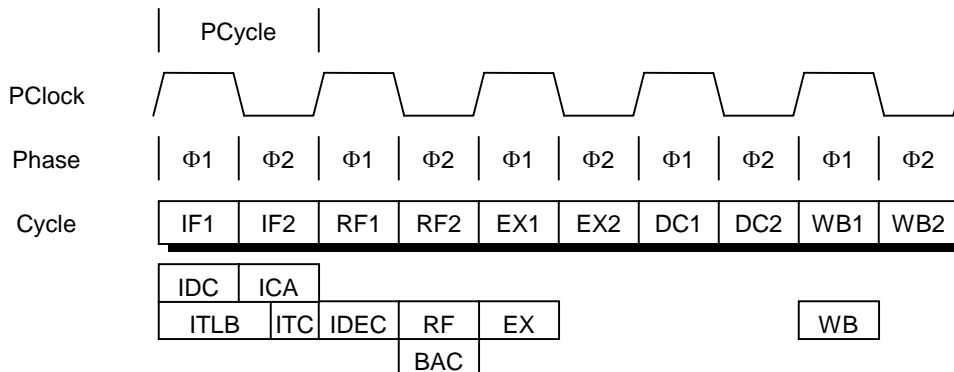 PCycle
PClock
Phase Φ1 Φ2 Φ1 Φ2 Φ1 Φ2 Φ1 Φ2 Φ1 Φ2
Cycle IF1 IF2 RF1 RF2 EX1 EX2 DC1 DC2 WB1 WB2
IDC ICA
ITLB ITC IDEC RF EX WB
BAC